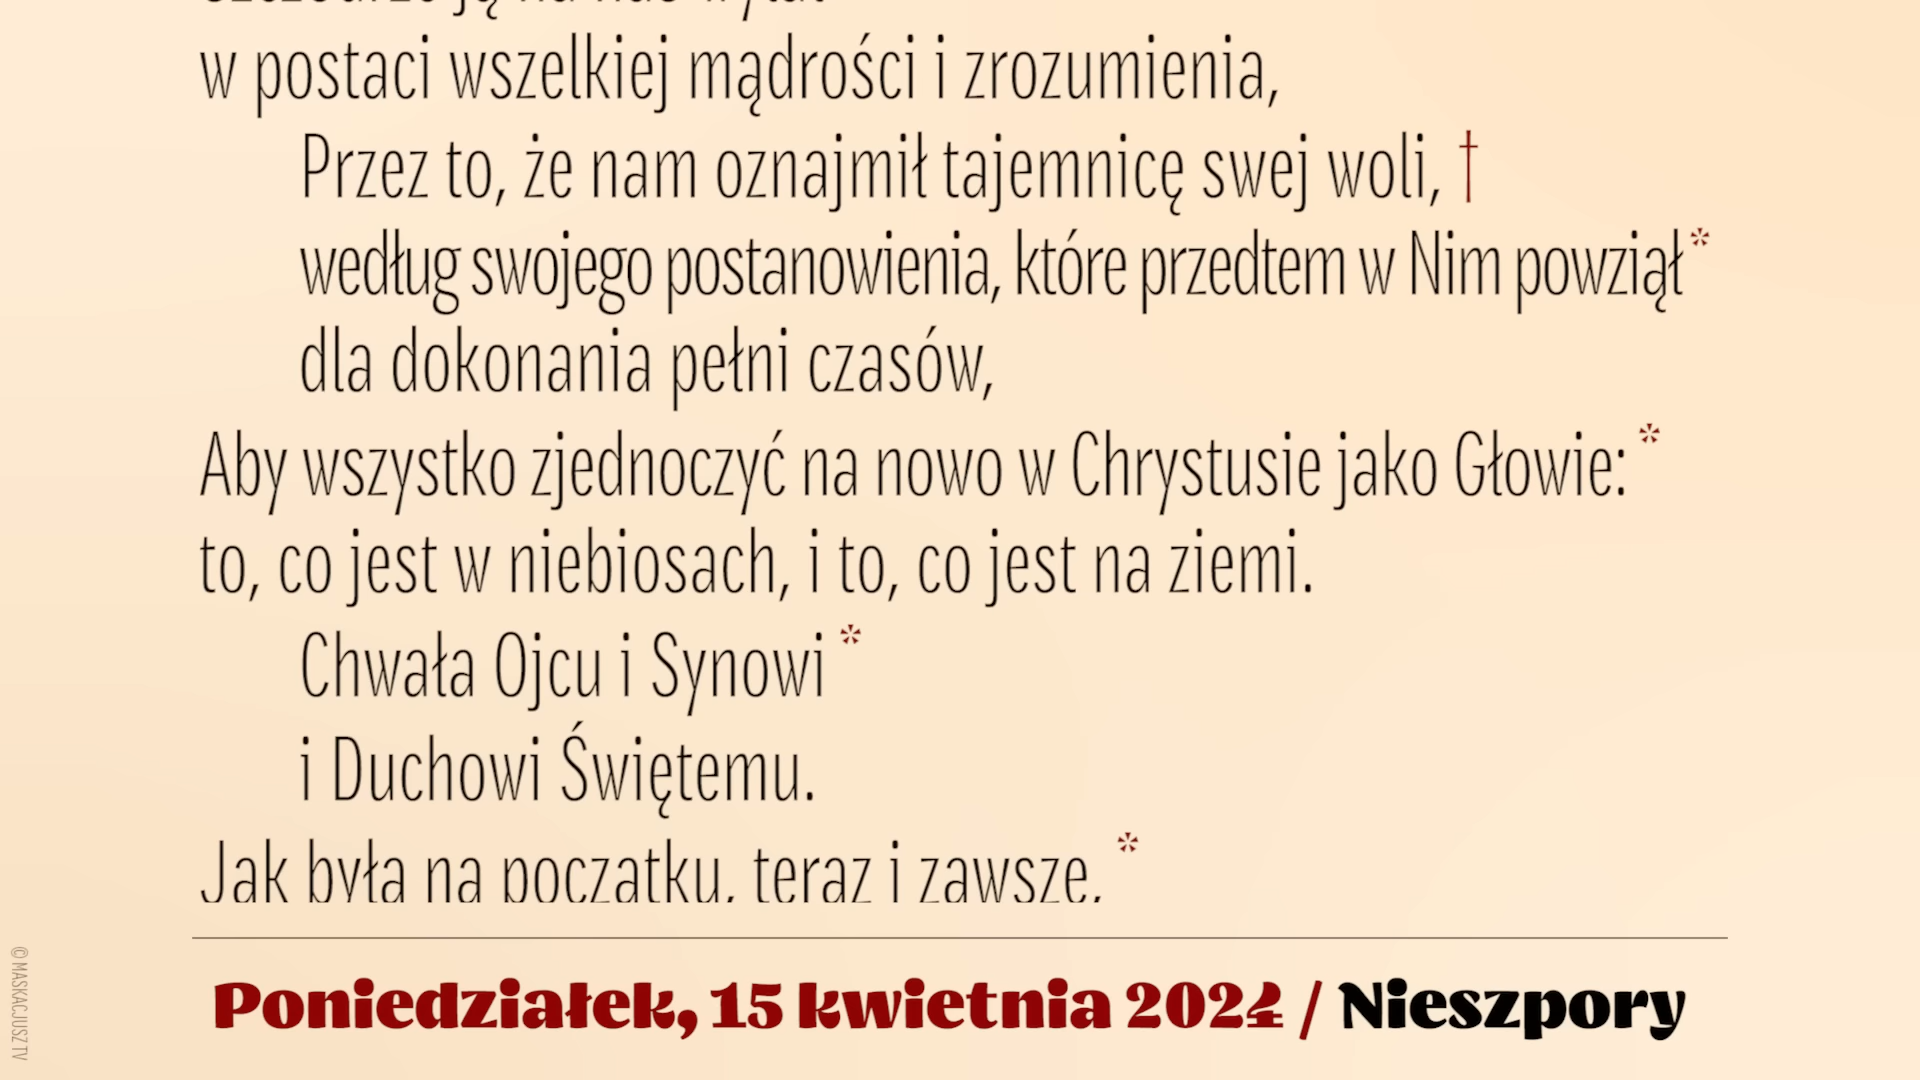 w postaci wszelkiej mądrości i zrozumienia,
Przez to, że nam oznajmił tajemnicę swej woli, †
według swojego postanowienia, które przedtem w Nim powziął *
dla dokonania pełni czasów,
Aby wszystko zjednoczyć na nowo w Chrystusie jako Głowie: *
to, co jest w niebiosach, i to, co jest na ziemi.
Chwała Ojcu i Synowi *
i Duchowi Świętemu.
Jak była na początku, teraz i zawsze, *
Poniedziałek, 15 kwietnia 2024 / Nieszpory
© MASKACJUSZ TV